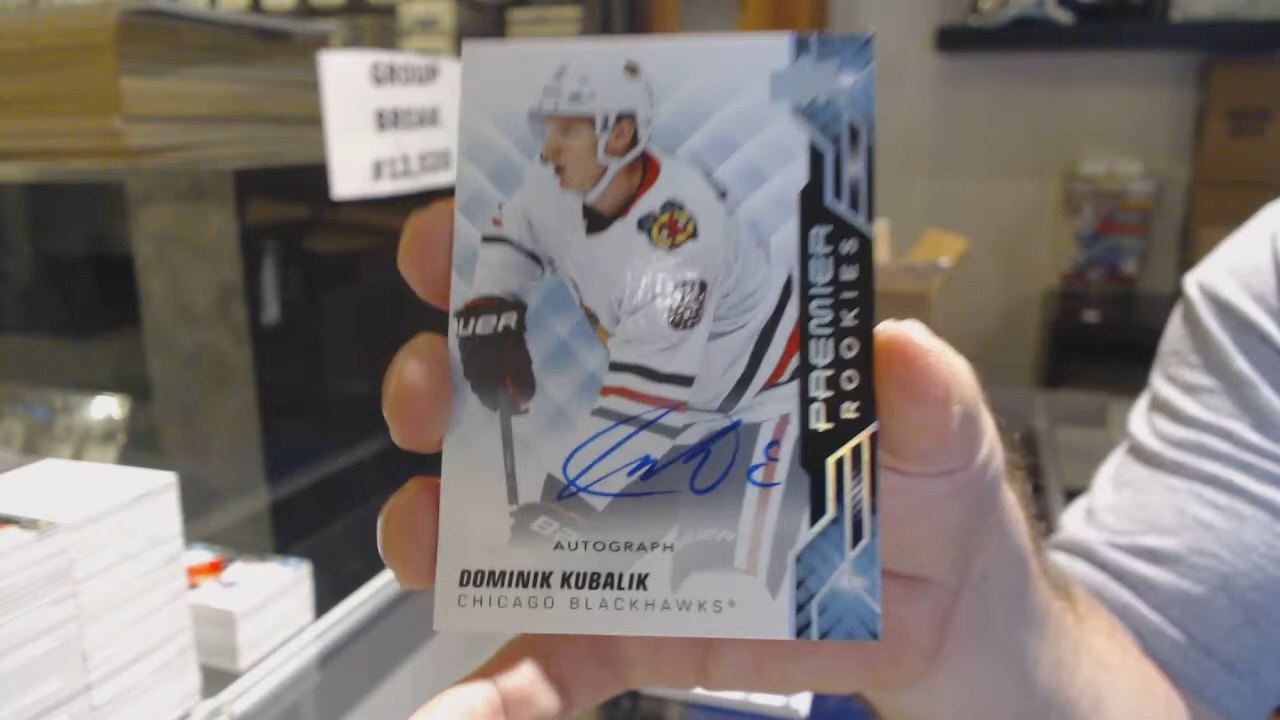 GROUP
BREAK
PREMIER
ROOKIES
AUTOGRAPH
DOMINIK KUBALIK
CHICAGO BLACKHAWKS®